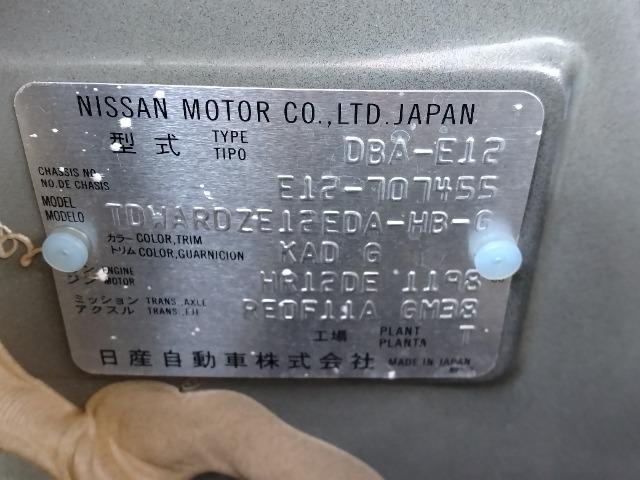 NISSAN MOTOR CO., LTD. JAPAN
型式 TYPE TIPO DBA-E12
CHASSIS NO. NO. DE CHASIS E12-707455
MODEL MODELO TDWARDZE12EDA-HB-G
カラー COLOR, TRIM トリム COLOR, GUARNICION KAD G
ジン ENGINE MOTOR HR12DE 1198 cc
ミッション TRANS. AXLE アクスル TRANS. EJE RE0F11A GM38
工場 PLANT PLANTA T
日産自動車株式会社 MADE IN JAPAN